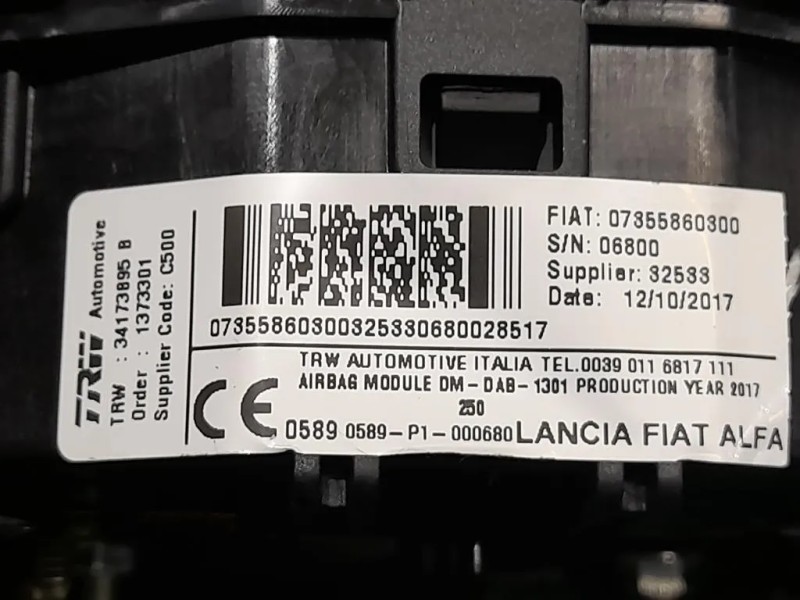 TRW Automotive
TRW : 34173895 B
Order : 1373301
Supplier Code: C500
FIAT: 07355860300
S/N: 06800
Supplier: 32533
Date: 12/10/2017
07355860300325330680028517
TRW AUTOMOTIVE ITALIA TEL.0039 011 6817 111
AIRBAG MODULE DM-DAB-1301 PRODUCTION YEAR 2017
250
CE 0589 0589-P1-000680 LANCIA FIAT ALFA